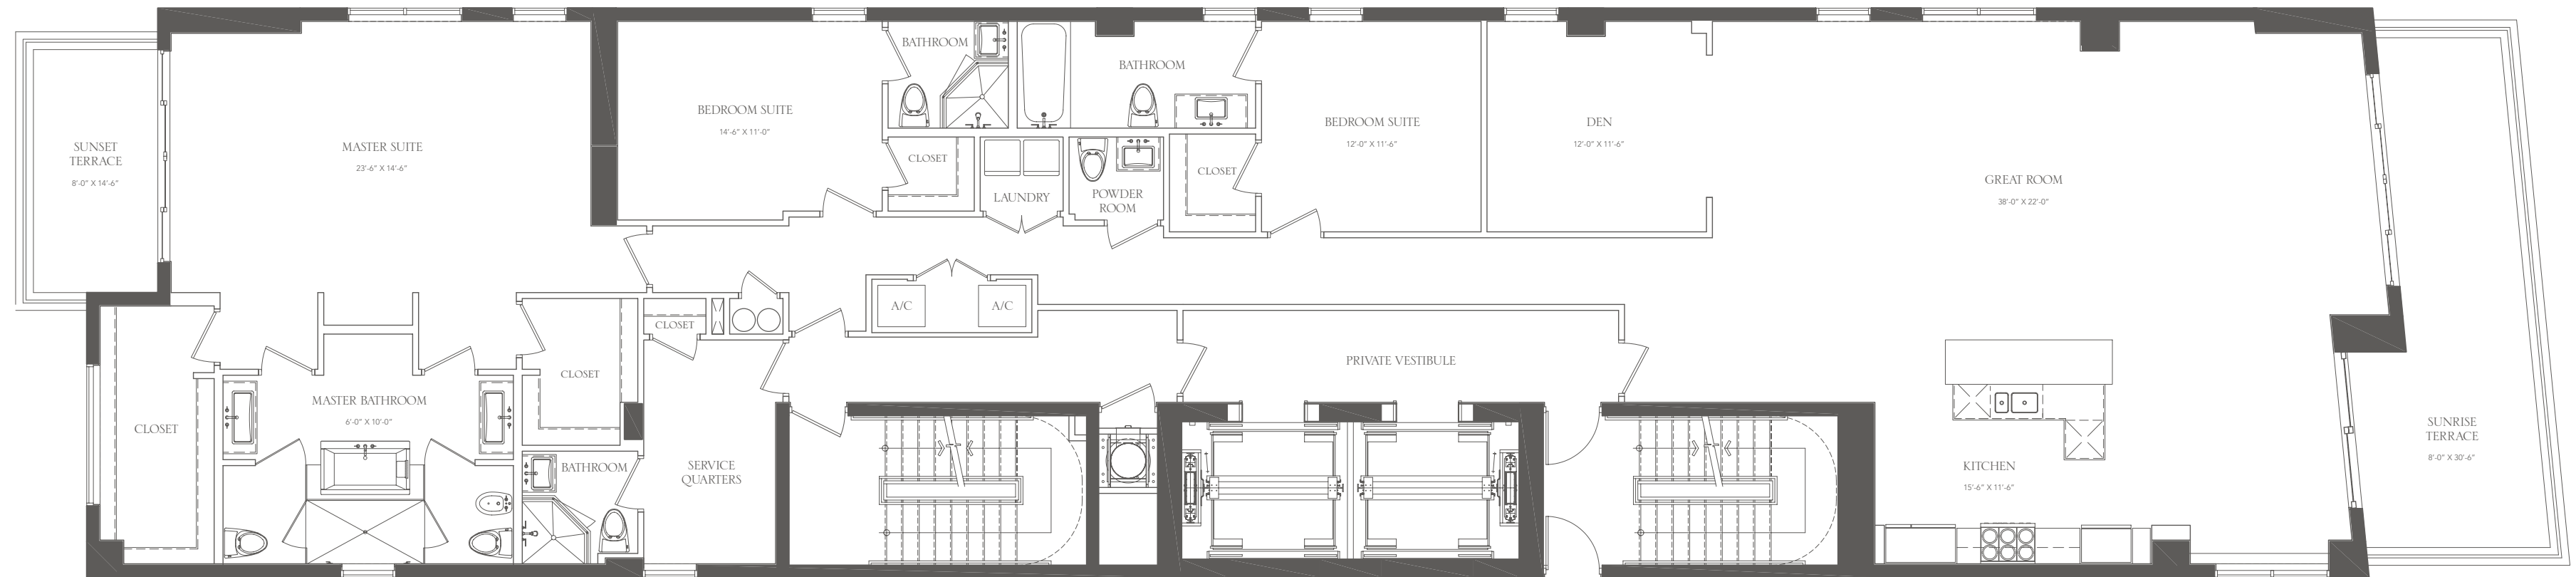 SUNSET
TERRACE
8'-0" X 14'-6"
MASTER SUITE
23'-6" X 14'-6"
BEDROOM SUITE
14'-6" X 11'-0"
BATHROOM
CLOSET
LAUNDRY
POWDER
ROOM
BATHROOM
CLOSET
BEDROOM SUITE
12'-0" X 11'-6"
DEN
12'-0" X 11'-6"
GREAT ROOM
38'-0" X 22'-0"
A/C
A/C
CLOSET
CLOSET
PRIVATE VESTIBULE
MASTER BATHROOM
6'-0" X 10'-0"
CLOSET
BATHROOM
SERVICE
QUARTERS
KITCHEN
15'-6" X 11'-6"
SUNRISE
TERRACE
8'-0" X 30'-6"